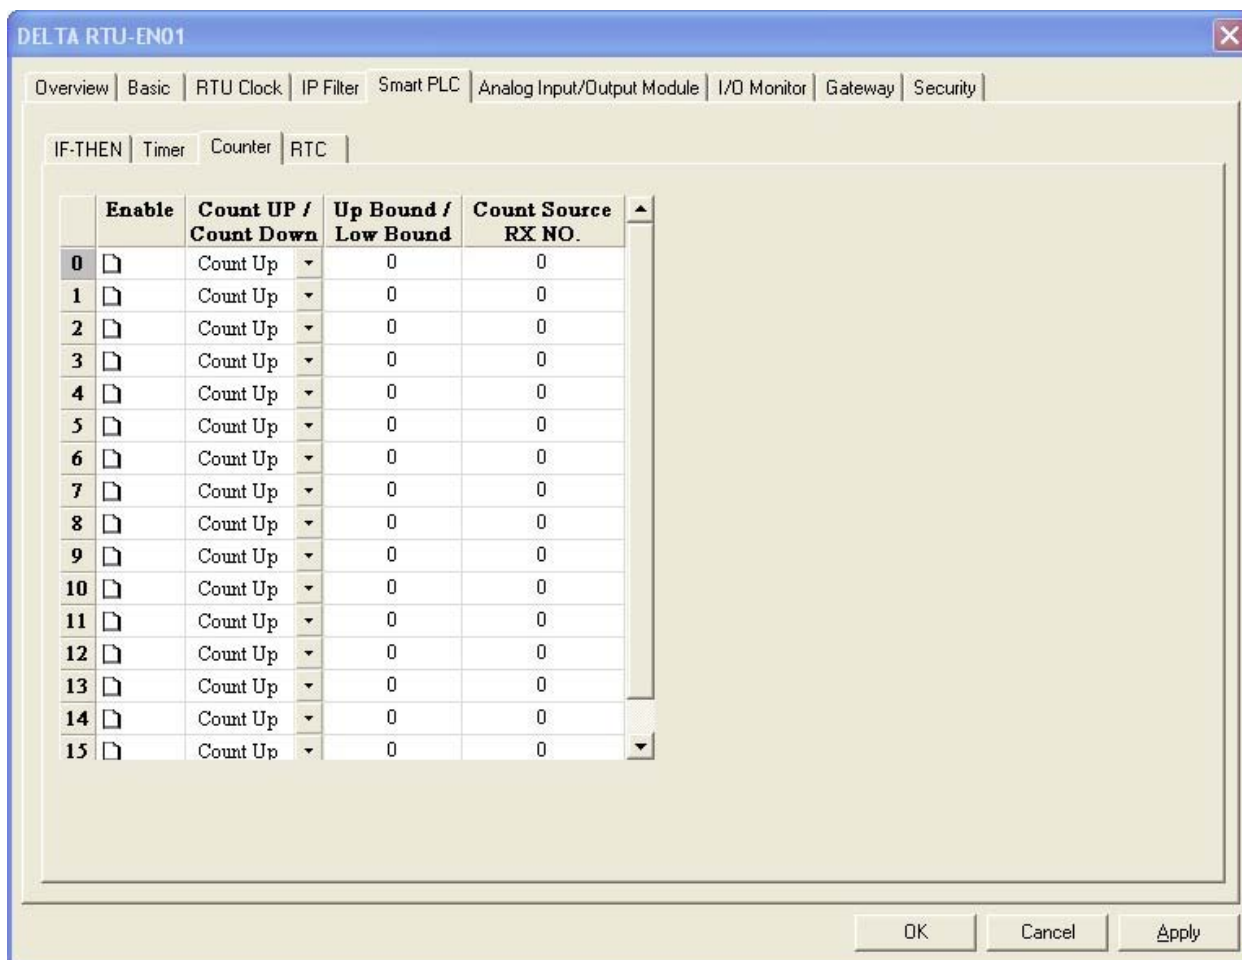 DELTA RTU-EN01
Overview Basic RTU Clock IP Filter Smart PLC Analog Input/Output Module I/O Monitor Gateway Security
IF-THEN Timer Counter RTC
Enable Count UP / Up Bound / Count Source
Count Down Low Bound RX NO.
0 Count Up 0 0
1 Count Up 0 0
2 Count Up 0 0
3 Count Up 0 0
4 Count Up 0 0
5 Count Up 0 0
6 Count Up 0 0
7 Count Up 0 0
8 Count Up 0 0
9 Count Up 0 0
10 Count Up 0 0
11 Count Up 0 0
12 Count Up 0 0
13 Count Up 0 0
14 Count Up 0 0
15 Count Up 0 0
OK Cancel Apply